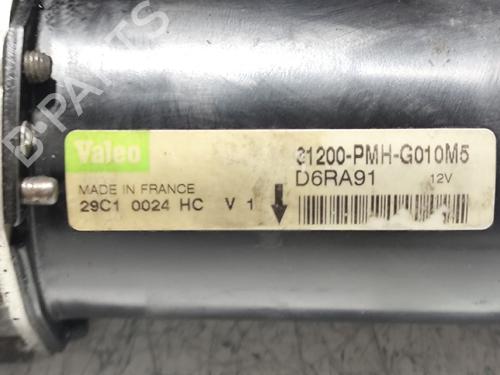 B-PARTS
Valeo
31200-PMH-G010M5
D6RA91 12V
MADE IN FRANCE
29C1 0024 HC V 1